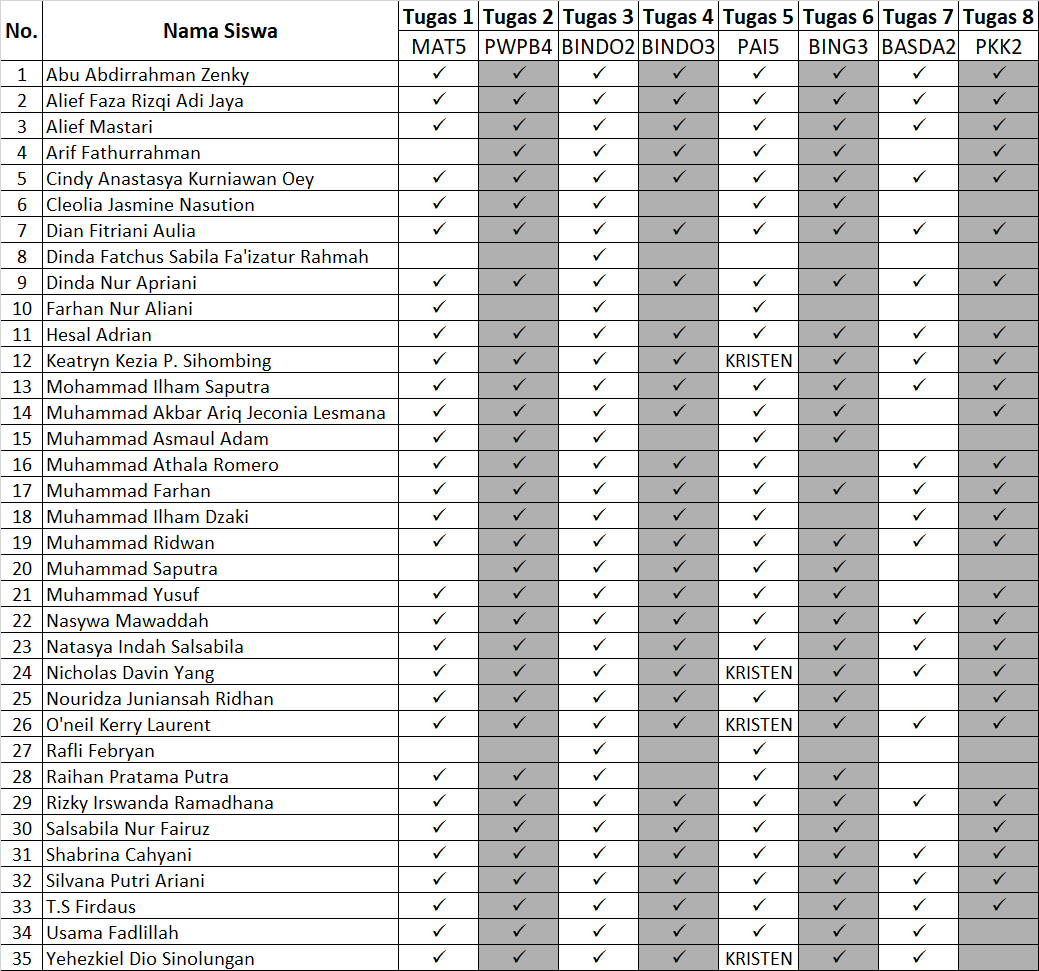 No. Nama Siswa Tugas 1 Tugas 2 Tugas 3 Tugas 4 Tugas 5 Tugas 6 Tugas 7 Tugas 8
MAT5 PWPB4 BINDO2 BINDO3 PAI5 BING3 BASDA2 PKK2
1 Abu Abdirrahman Zenky ✓ ✓ ✓ ✓ ✓ ✓ ✓ ✓
2 Alief Faza Rizqi Adi Jaya ✓ ✓ ✓ ✓ ✓ ✓ ✓ ✓
3 Alief Mastari ✓ ✓ ✓ ✓ ✓ ✓ ✓ ✓
4 Arif Fathurrahman ✓ ✓ ✓ ✓ ✓ ✓
5 Cindy Anastasya Kurniawan Oey ✓ ✓ ✓ ✓ ✓ ✓ ✓ ✓
6 Cleolia Jasmine Nasution ✓ ✓ ✓ ✓ ✓
7 Dian Fitriani Aulia ✓ ✓ ✓ ✓ ✓ ✓ ✓ ✓
8 Dinda Fatchus Sabila Fa'izatur Rahmah ✓
9 Dinda Nur Apriani ✓ ✓ ✓ ✓ ✓ ✓ ✓ ✓
10 Farhan Nur Aliani ✓ ✓ ✓
11 Hesal Adrian ✓ ✓ ✓ ✓ ✓ ✓ ✓ ✓
12 Keatryn Kezia P. Sihombing ✓ ✓ ✓ ✓ KRISTEN ✓ ✓ ✓
13 Mohammad Ilham Saputra ✓ ✓ ✓ ✓ ✓ ✓ ✓ ✓
14 Muhammad Akbar Ariq Jeconia Lesmana ✓ ✓ ✓ ✓ ✓ ✓ ✓
15 Muhammad Asmaul Adam ✓ ✓ ✓ ✓ ✓
16 Muhammad Athala Romero ✓ ✓ ✓ ✓ ✓ ✓ ✓
17 Muhammad Farhan ✓ ✓ ✓ ✓ ✓ ✓ ✓ ✓
18 Muhammad Ilham Dzaki ✓ ✓ ✓ ✓ ✓ ✓ ✓
19 Muhammad Ridwan ✓ ✓ ✓ ✓ ✓ ✓ ✓ ✓
20 Muhammad Saputra ✓ ✓ ✓ ✓ ✓
21 Muhammad Yusuf ✓ ✓ ✓ ✓ ✓ ✓ ✓
22 Nasywa Mawaddah ✓ ✓ ✓ ✓ ✓ ✓ ✓ ✓
23 Natasya Indah Salsabila ✓ ✓ ✓ ✓ ✓ ✓ ✓ ✓
24 Nicholas Davin Yang ✓ ✓ ✓ ✓ KRISTEN ✓ ✓ ✓
25 Nouridza Juniansah Ridhan ✓ ✓ ✓ ✓ ✓ ✓ ✓
26 O'neil Kerry Laurent ✓ ✓ ✓ ✓ KRISTEN ✓ ✓ ✓
27 Rafli Febryan ✓ ✓
28 Raihan Pratama Putra ✓ ✓ ✓ ✓ ✓
29 Rizky Irswanda Ramadhana ✓ ✓ ✓ ✓ ✓ ✓ ✓ ✓
30 Salsabila Nur Fairuz ✓ ✓ ✓ ✓ ✓ ✓ ✓
31 Shabrina Cahyani ✓ ✓ ✓ ✓ ✓ ✓ ✓ ✓
32 Silvana Putri Ariani ✓ ✓ ✓ ✓ ✓ ✓ ✓ ✓
33 T.S Firdaus ✓ ✓ ✓ ✓ ✓ ✓ ✓ ✓
34 Usama Fadlillah ✓ ✓ ✓ ✓ ✓ ✓ ✓
35 Yehezkiel Dio Sinolungan ✓ ✓ ✓ ✓ KRISTEN ✓ ✓